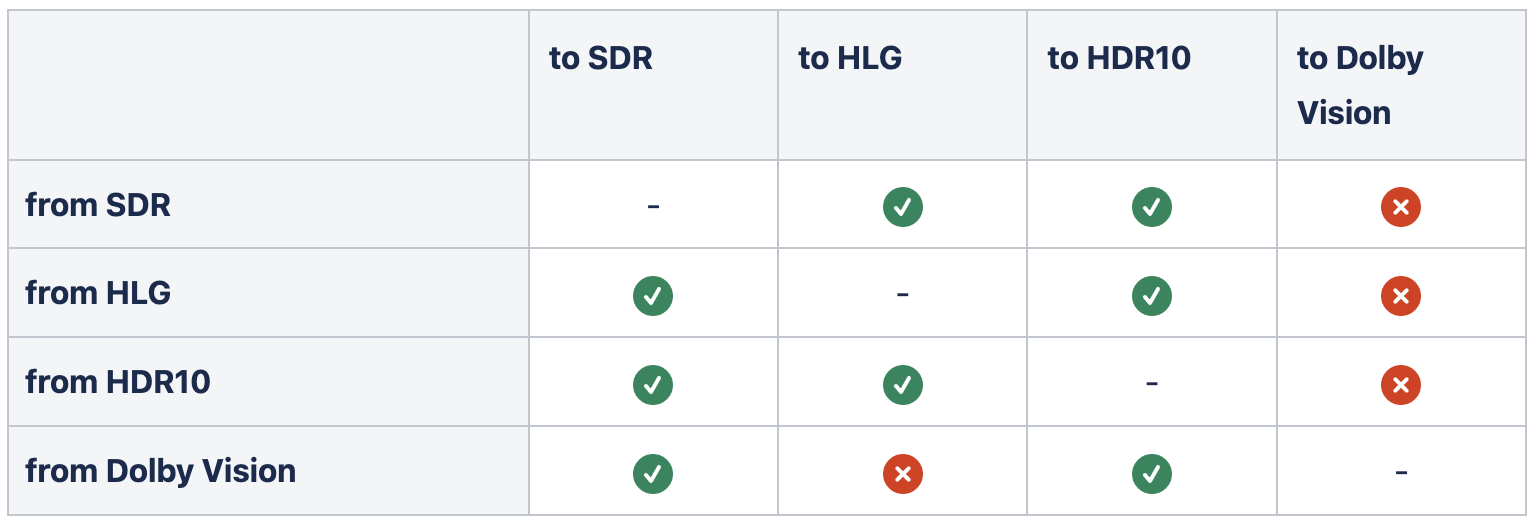 to SDR to HLG to HDR10 to Dolby
Vision
from SDR -
from HLG -
from HDR10 -
from Dolby Vision -